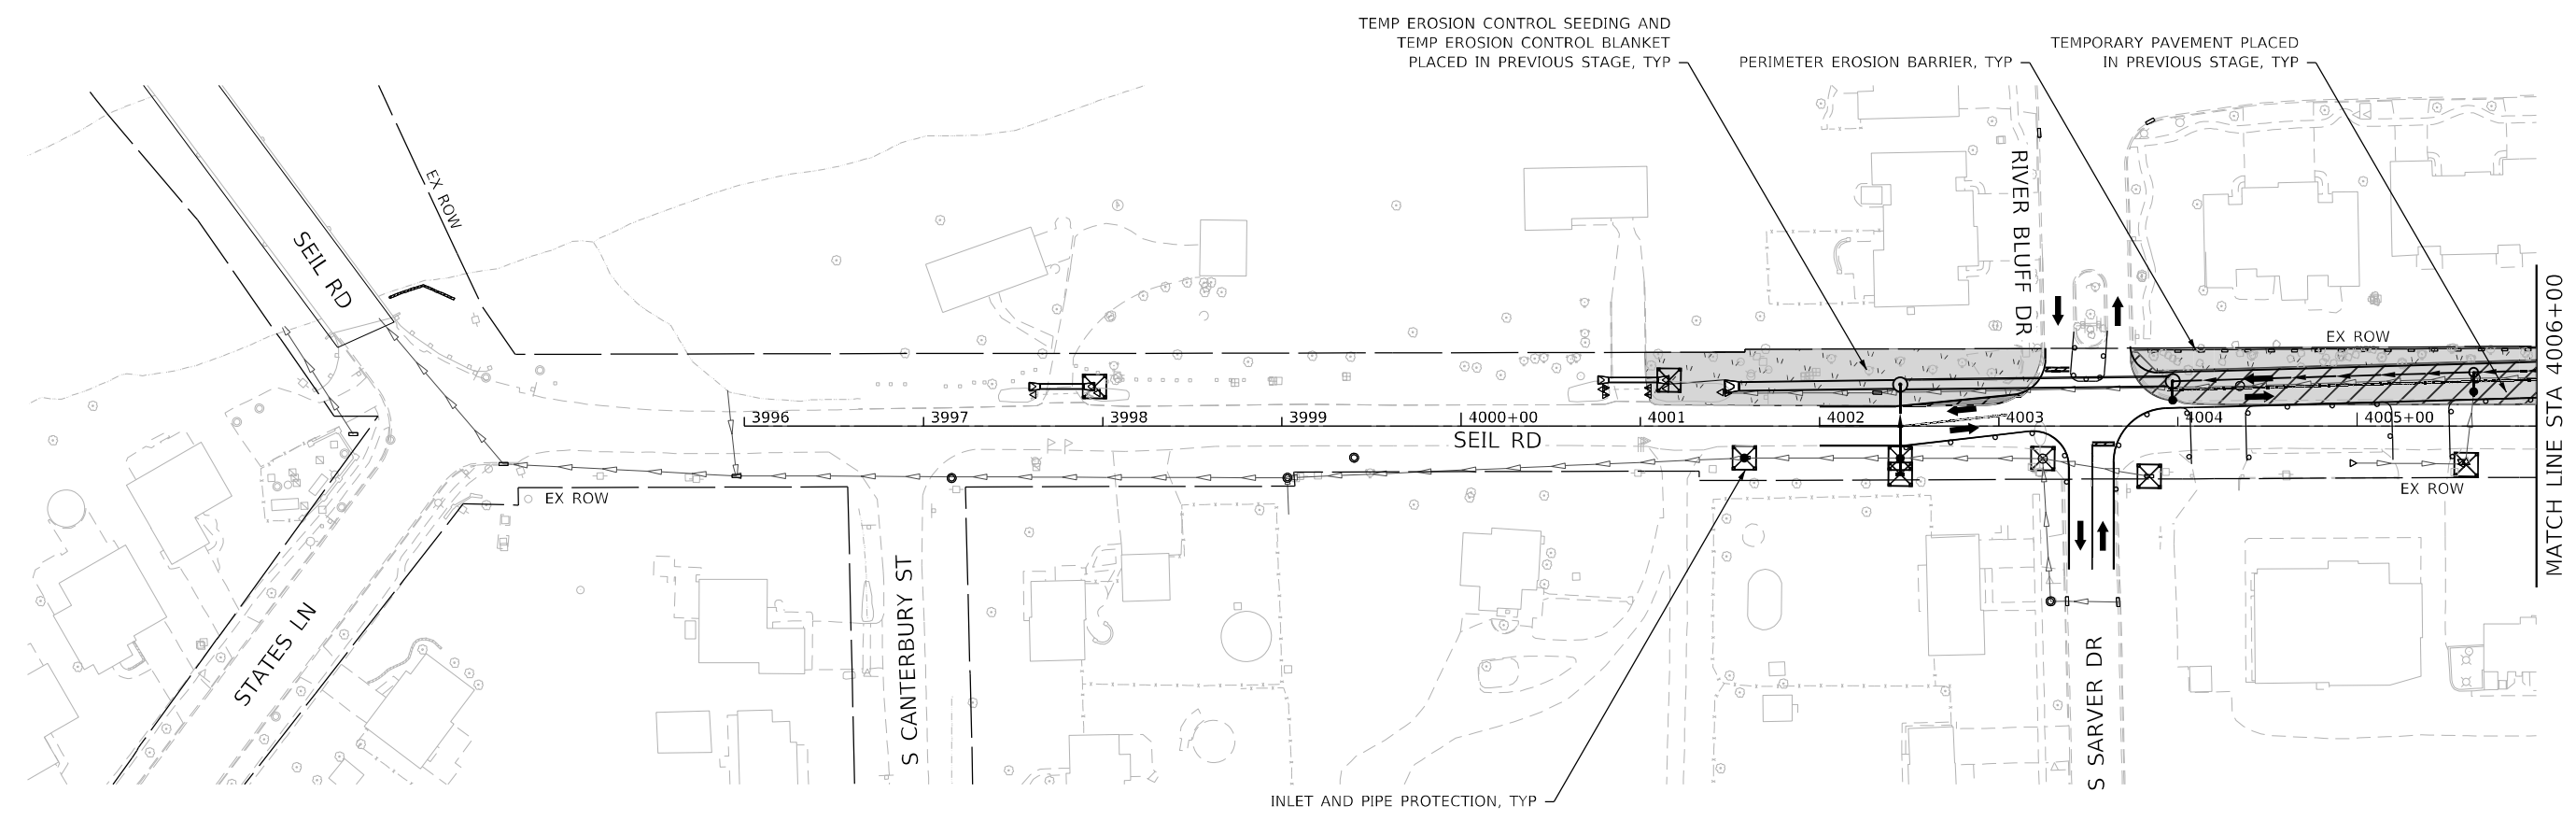 TEMP EROSION CONTROL SEEDING AND
TEMP EROSION CONTROL BLANKET
PLACED IN PREVIOUS STAGE, TYP
PERIMETER EROSION BARRIER, TYP
TEMPORARY PAVEMENT PLACED
IN PREVIOUS STAGE, TYP
EX ROW
SEIL RD
RIVER BLUFF DR
EX ROW
MATCH LINE STA 4006+00
3996
3997
3998
3999
4000+00
4001
4002
4003
4004
4005+00
SEIL RD
EX ROW
EX ROW
STATES LN
S CANTERBURY ST
S SARVER DR
INLET AND PIPE PROTECTION, TYP